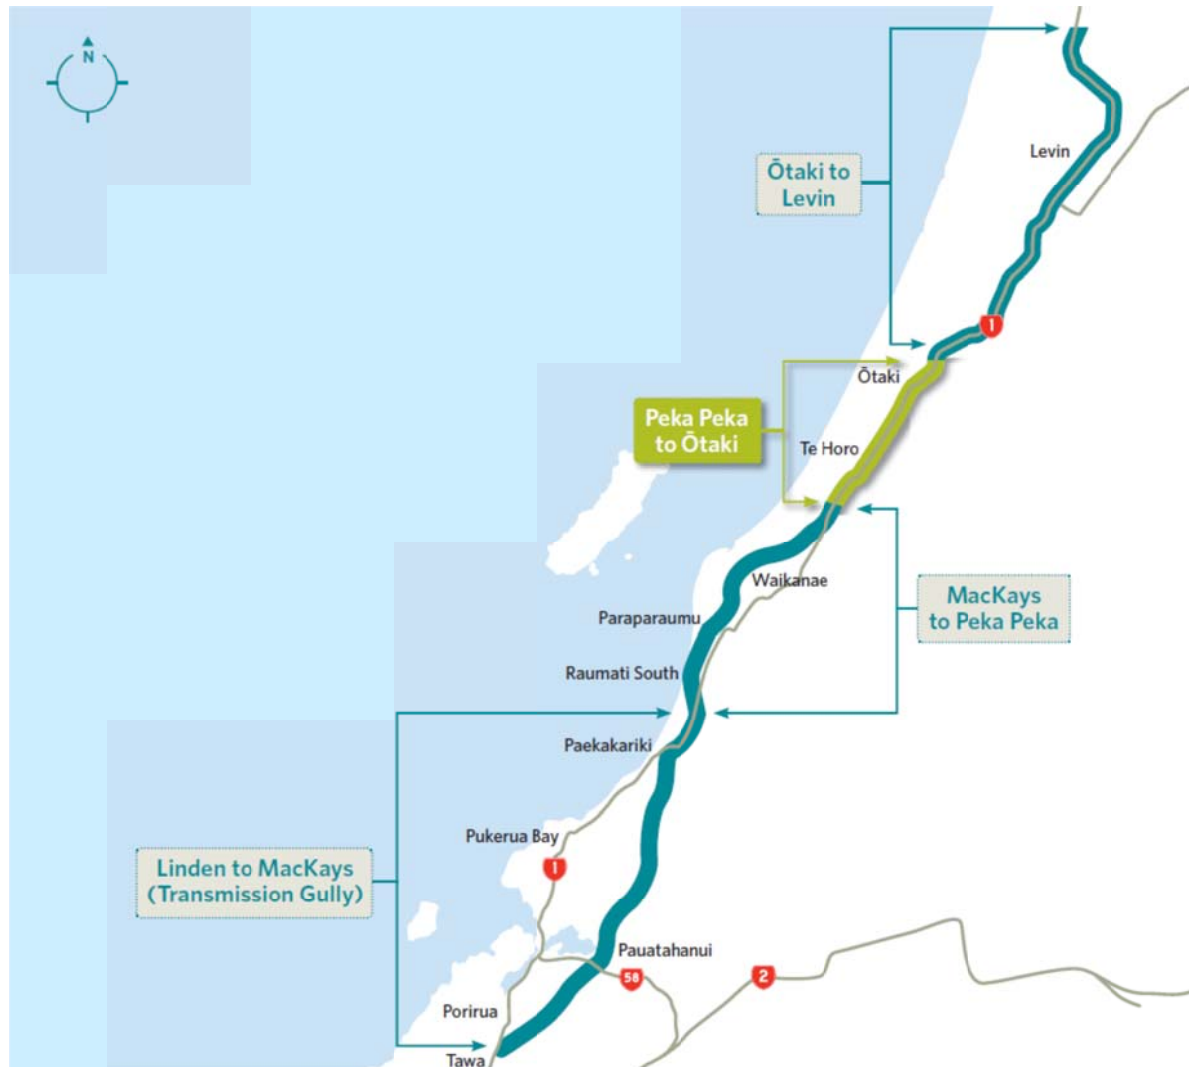 N
Levin
Ōtaki to
Levin
1
Ōtaki
Peka Peka
to Ōtaki
Te Horo
Waikanae
MacKays
to Peka Peka
Paraparaumu
Raumati South
Paekakariki
Pukerua Bay
1
Linden to MacKays
(Transmission Gully)
Pauatahanui
58
2
Porirua
Tawa